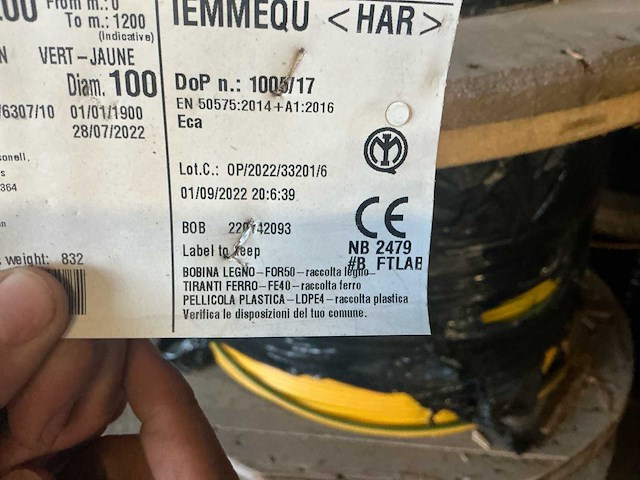 From m.: 0
To m.: 1200
(indicative)
VERT-JAUNE
Diam. 100
/6307/10 01/01/1900
28/07/2022
364
weight: 832
IEMMEQU <HAR>
DoP n.: 1005/17
EN 50575:2014+A1:2016
Eca
Lot.C.: OP/2022/33201/6
01/09/2022 20:6:39
BOB
Label to keep
CE
NB 2479
#B FTLAB
BOBINA LEGNO-FOR50-raccolta legno-
TIRANTI FERRO-FE40-raccolta ferro
PELLICOLA PLASTICA-LDPE4-raccolta plastica
Verifica le disposizioni del tuo comune.